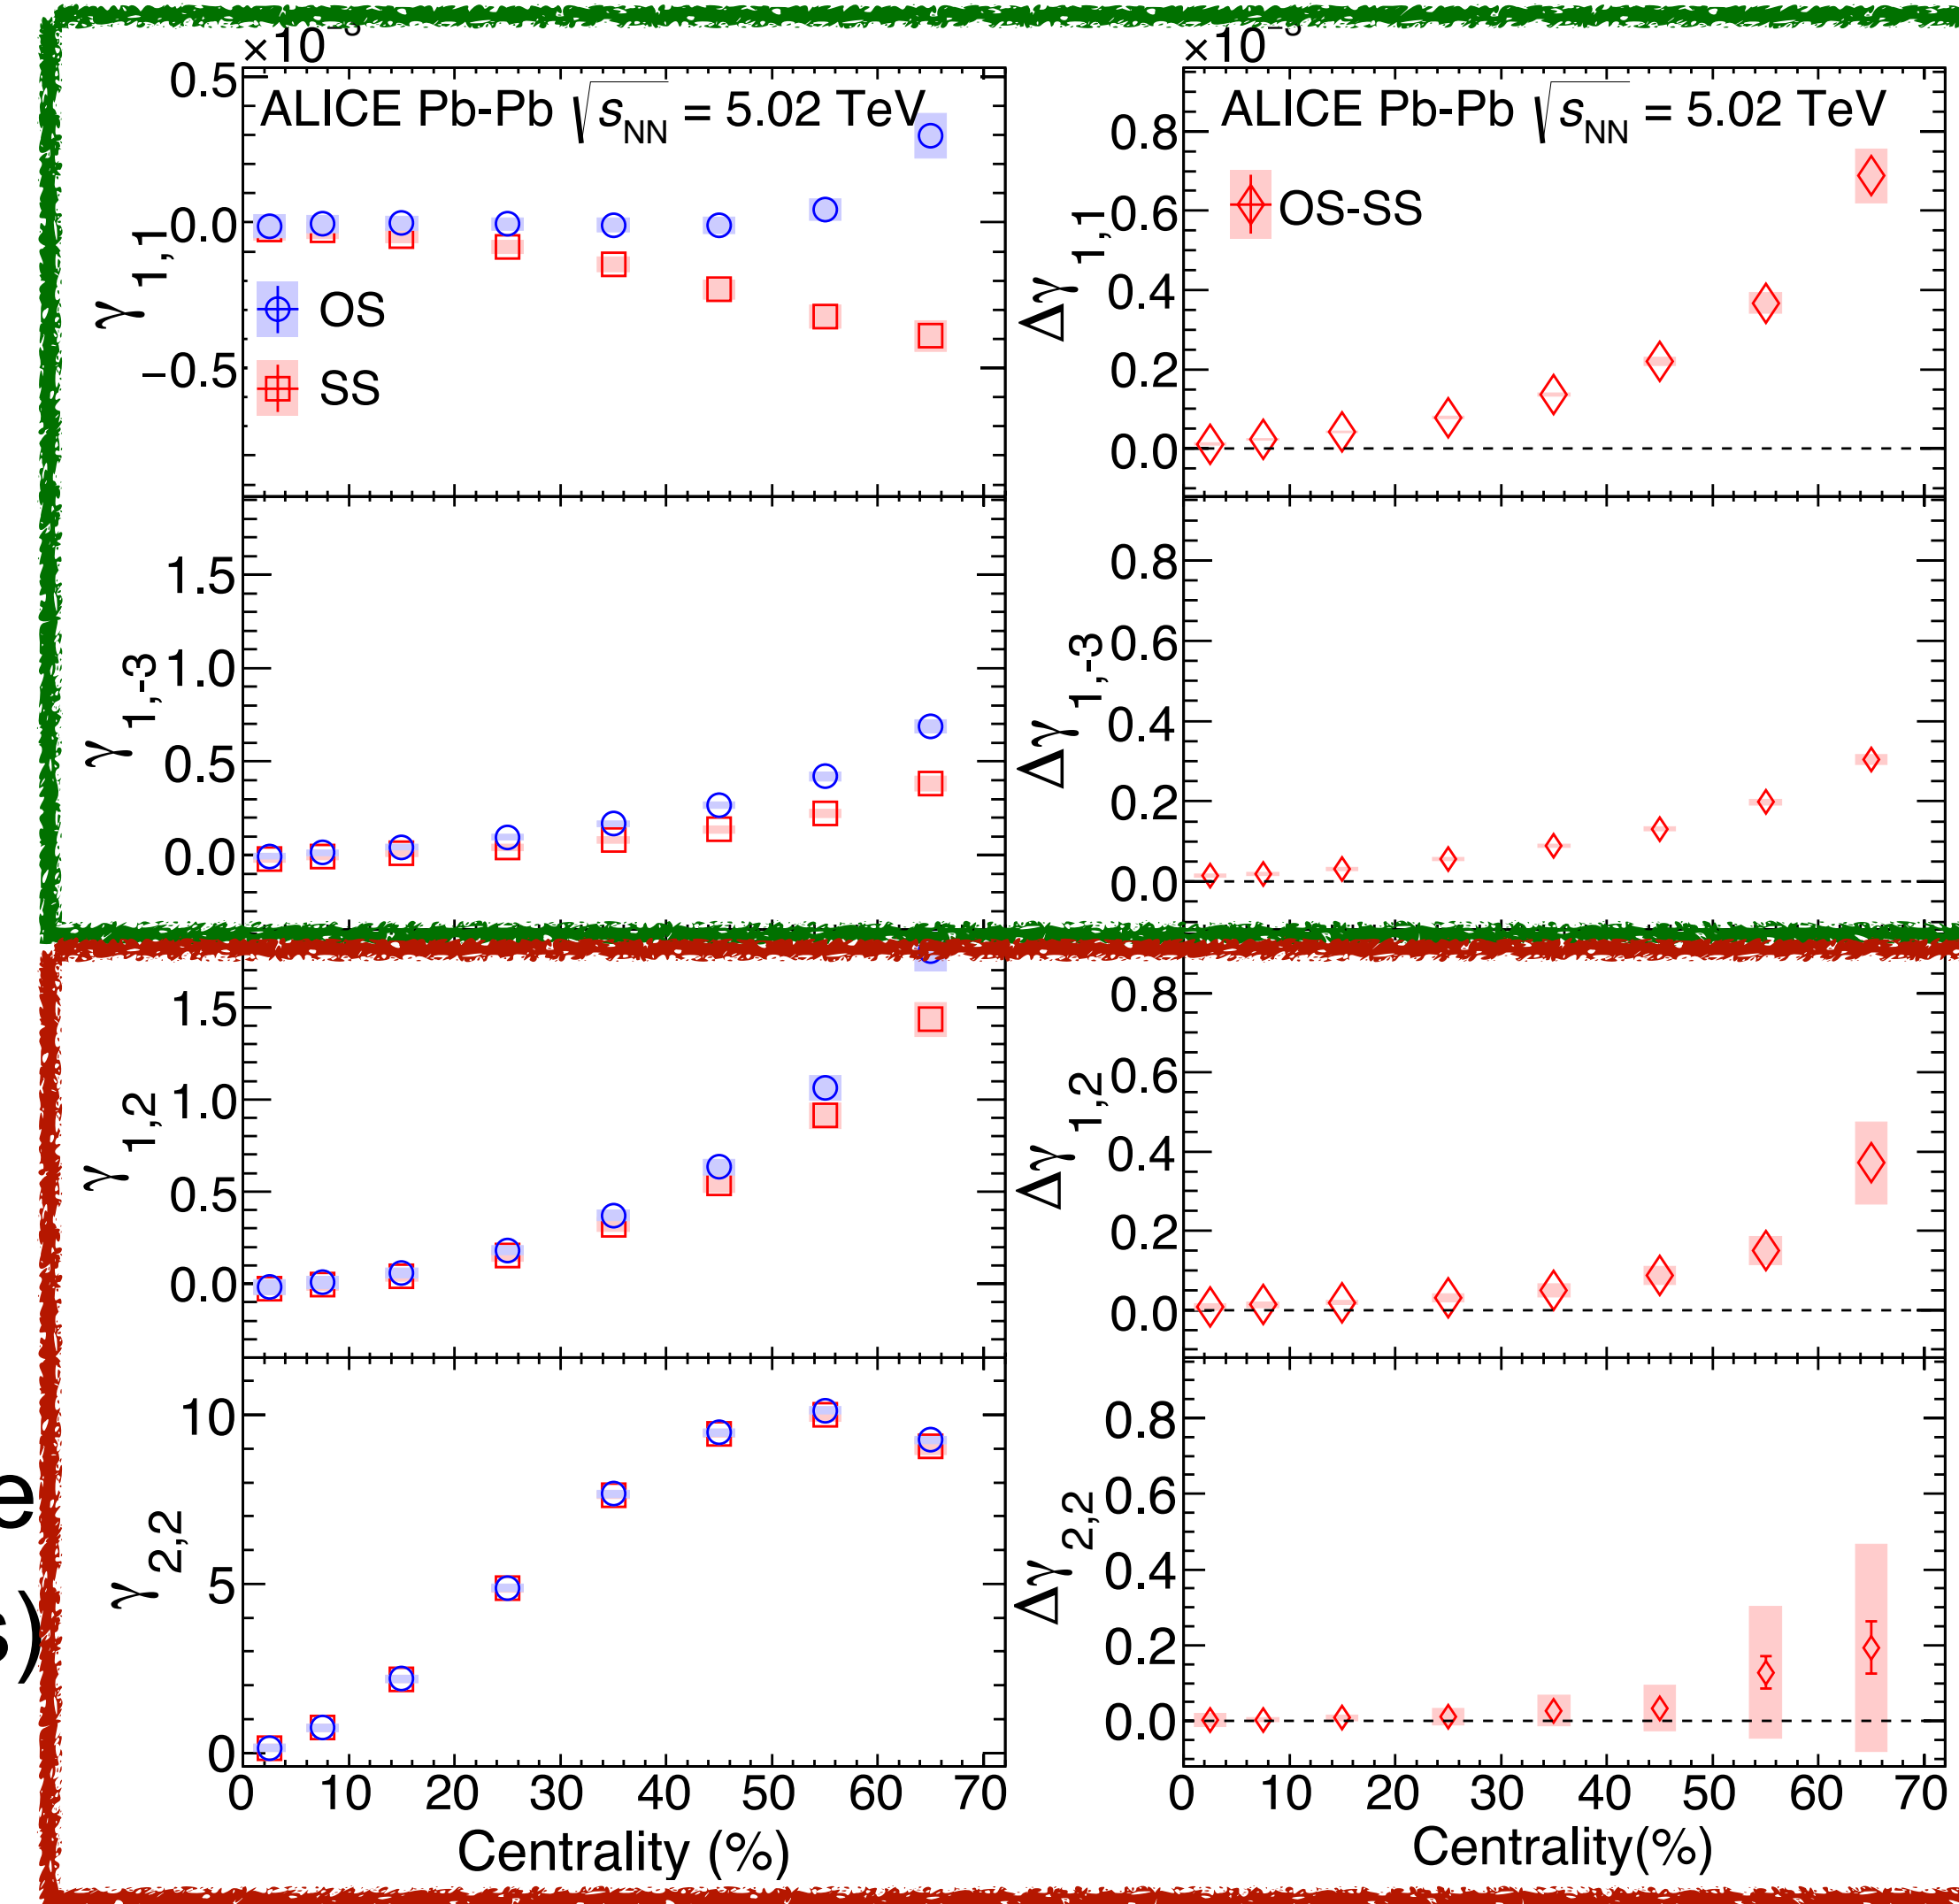 ×10⁻³
0.5
ALICE Pb-Pb √sNN = 5.02 TeV
0.0
−0.5
γ1,1
OS
SS
×10⁻³
ALICE Pb-Pb √sNN = 5.02 TeV
0.8
0.6
0.4
0.2
0.0
Δγ1,1
OS-SS
1.5
1.0
0.5
0.0
γ1,-3
0.8
0.6
0.4
0.2
0.0
Δγ1,-3
1.5
1.0
0.5
0.0
γ1,2
0.8
0.6
0.4
0.2
0.0
Δγ1,2
10
5
0
γ2,2
0.8
0.6
0.4
0.2
0.0
Δγ2,2
e
s)
0 10 20 30 40 50 60 70
Centrality (%)
0 10 20 30 40 50 60 70
Centrality(%)